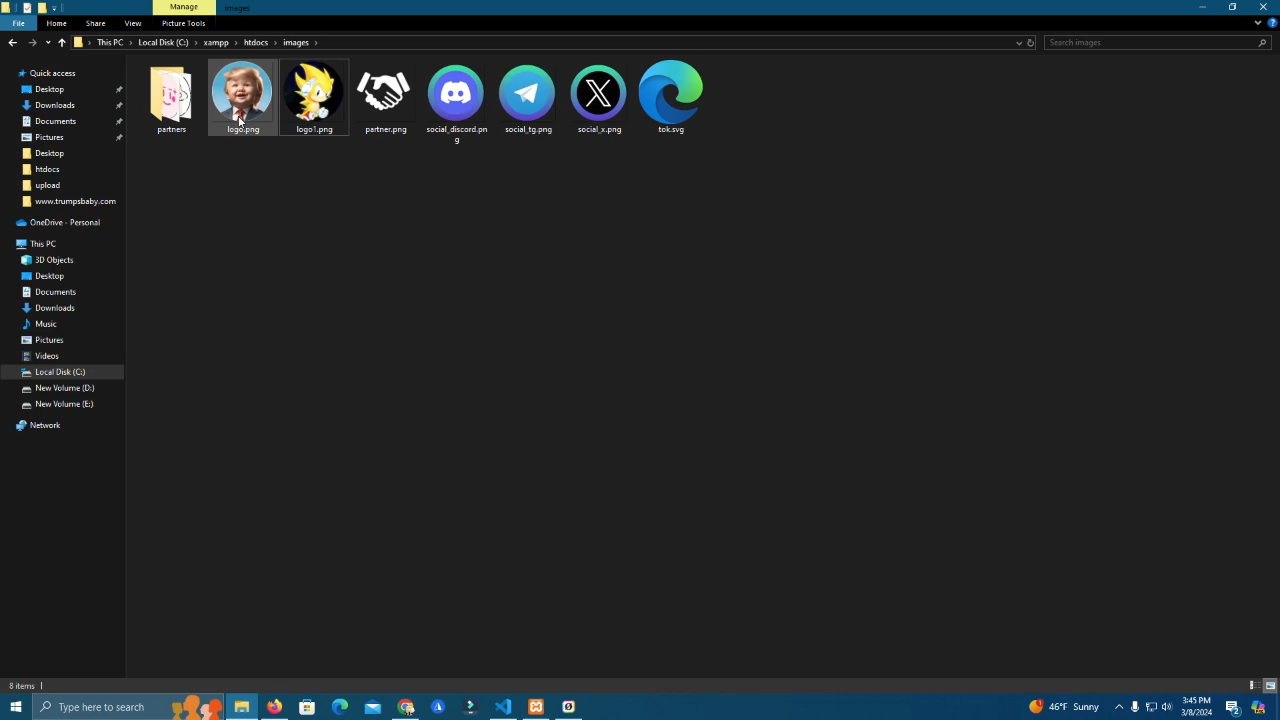 Manage
images
File
Home
Share
View
Picture Tools
This PC
Local Disk (C:)
xampp
htdocs
images
Search images
Quick access
Desktop
Downloads
Documents
Pictures
Desktop
htdocs
upload
www.trumpsbaby.com
OneDrive - Personal
This PC
3D Objects
Desktop
Documents
Downloads
Music
Pictures
Videos
Local Disk (C:)
New Volume (D:)
New Volume (E:)
Network
partners
logo.png
logo1.png
partner.png
social_discord.pn
g
social_tg.png
social_x.png
tok.svg
8 items
Type here to search
46°F Sunny
3:45 PM
3/8/2024
2